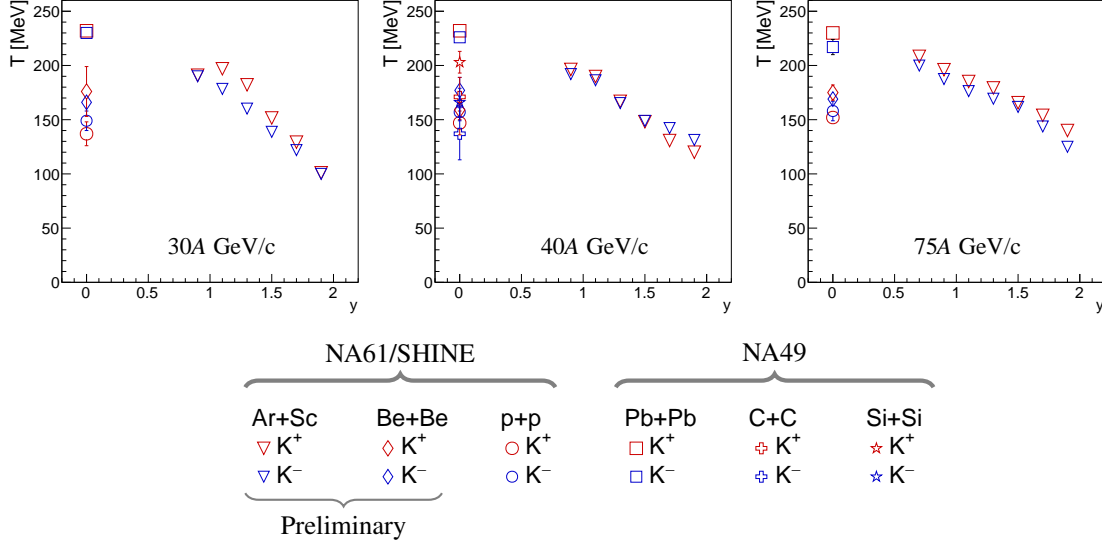 T [MeV] T [MeV] T [MeV]
250 250 250
200 200 200
150 150 150
100 100 100
50 50 50
30A GeV/c 40A GeV/c 75A GeV/c
0 0 0
0 0.5 1 1.5 2 0 0.5 1 1.5 2 0 0.5 1 1.5 2
y y y
NA61/SHINE NA49
Ar+Sc Be+Be p+p Pb+Pb C+C Si+Si
K⁺ K⁺ K⁺ K⁺ K⁺ K⁺
K⁻ K⁻ K⁻ K⁻ K⁻ K⁻
Preliminary